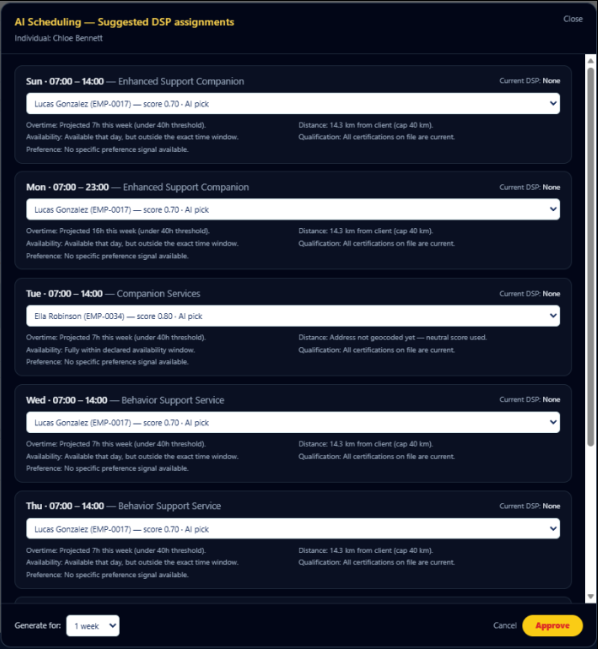 AI Scheduling — Suggested DSP assignments
Close
Individual: Chloe Bennett
Sun · 07:00 – 14:00 — Enhanced Support Companion
Current DSP: None
Lucas Gonzalez (EMP-0017) — score 0.70 · AI pick
Overtime: Projected 7h this week (under 40h threshold).
Distance: 14.3 km from client (cap 40 km).
Availability: Available that day, but outside the exact time window.
Qualification: All certifications on file are current.
Preference: No specific preference signal available.
Mon · 07:00 – 23:00 — Enhanced Support Companion
Current DSP: None
Lucas Gonzalez (EMP-0017) — score 0.70 · AI pick
Overtime: Projected 16h this week (under 40h threshold).
Distance: 14.3 km from client (cap 40 km).
Availability: Available that day, but outside the exact time window.
Qualification: All certifications on file are current.
Preference: No specific preference signal available.
Tue · 07:00 – 14:00 — Companion Services
Current DSP: None
Ella Robinson (EMP-0034) — score 0.80 · AI pick
Overtime: Projected 7h this week (under 40h threshold).
Distance: Address not geocoded yet — neutral score used.
Availability: Fully within declared availability window.
Qualification: All certifications on file are current.
Preference: No specific preference signal available.
Wed · 07:00 – 14:00 — Behavior Support Service
Current DSP: None
Lucas Gonzalez (EMP-0017) — score 0.70 · AI pick
Overtime: Projected 7h this week (under 40h threshold).
Distance: 14.3 km from client (cap 40 km).
Availability: Available that day, but outside the exact time window.
Qualification: All certifications on file are current.
Preference: No specific preference signal available.
Thu · 07:00 – 14:00 — Behavior Support Service
Current DSP: None
Lucas Gonzalez (EMP-0017) — score 0.70 · AI pick
Overtime: Projected 7h this week (under 40h threshold).
Distance: 14.3 km from client (cap 40 km).
Availability: Available that day, but outside the exact time window.
Qualification: All certifications on file are current.
Preference: No specific preference signal available.
Generate for: 1 week
Cancel
Approve